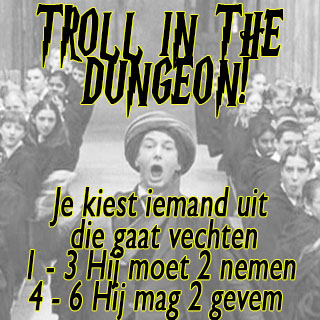 TROLL IN THE
DUNGEON!
Je kiest iemand uit
die gaat vechten
1 - 3 Hij moet 2 nemen
4 - 6 Hij mag 2 gevem